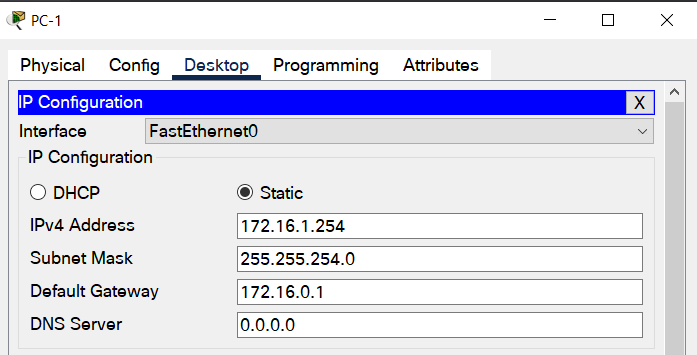 PC-1
Physical Config Desktop Programming Attributes
IP Configuration X
Interface FastEthernet0
IP Configuration
DHCP Static
IPv4 Address 172.16.1.254
Subnet Mask 255.255.254.0
Default Gateway 172.16.0.1
DNS Server 0.0.0.0